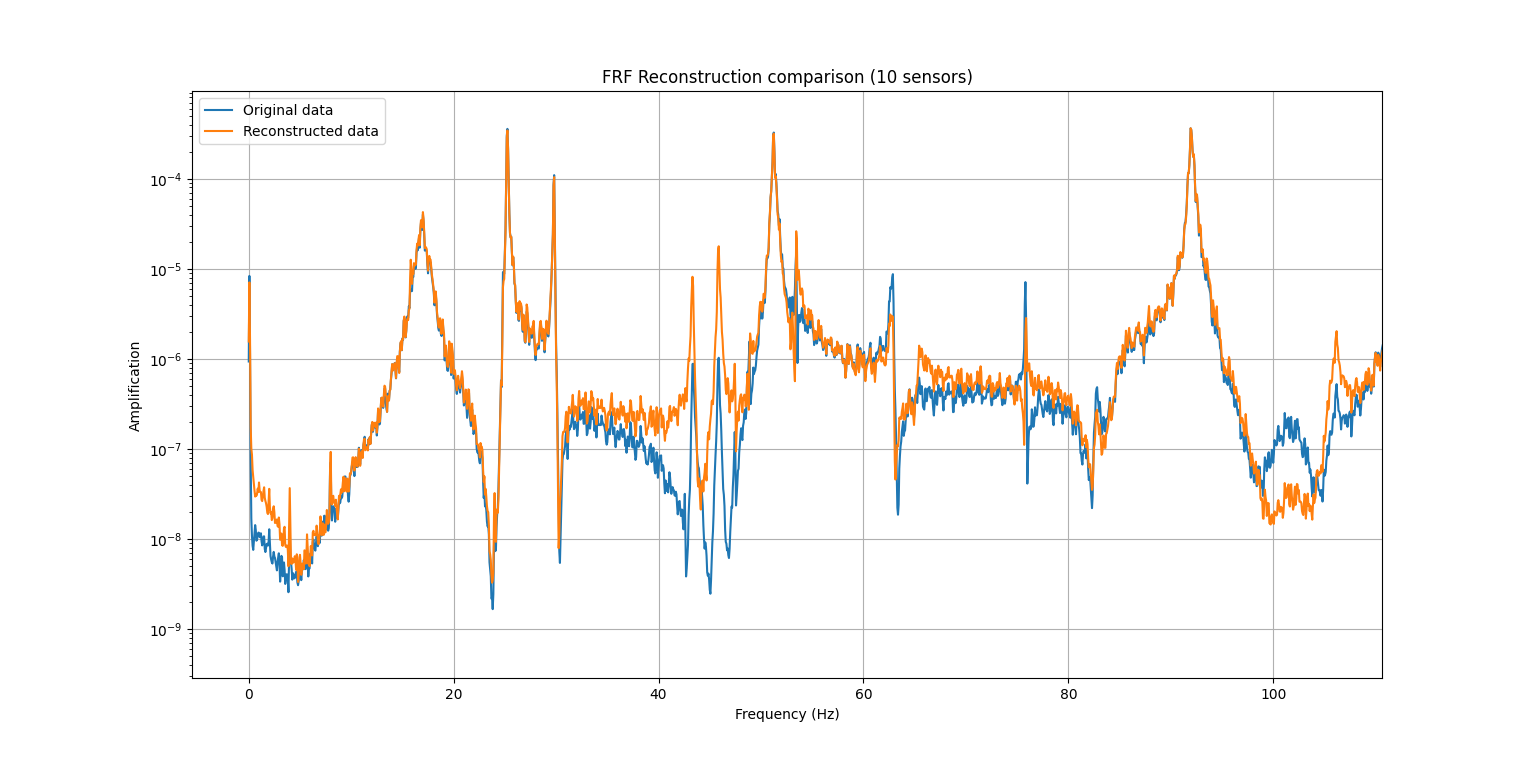 FRF Reconstruction comparison (10 sensors)
Original data
Reconstructed data
Amplification
10⁻⁴
10⁻⁵
10⁻⁶
10⁻⁷
10⁻⁸
10⁻⁹
0 20 40 60 80 100
Frequency (Hz)